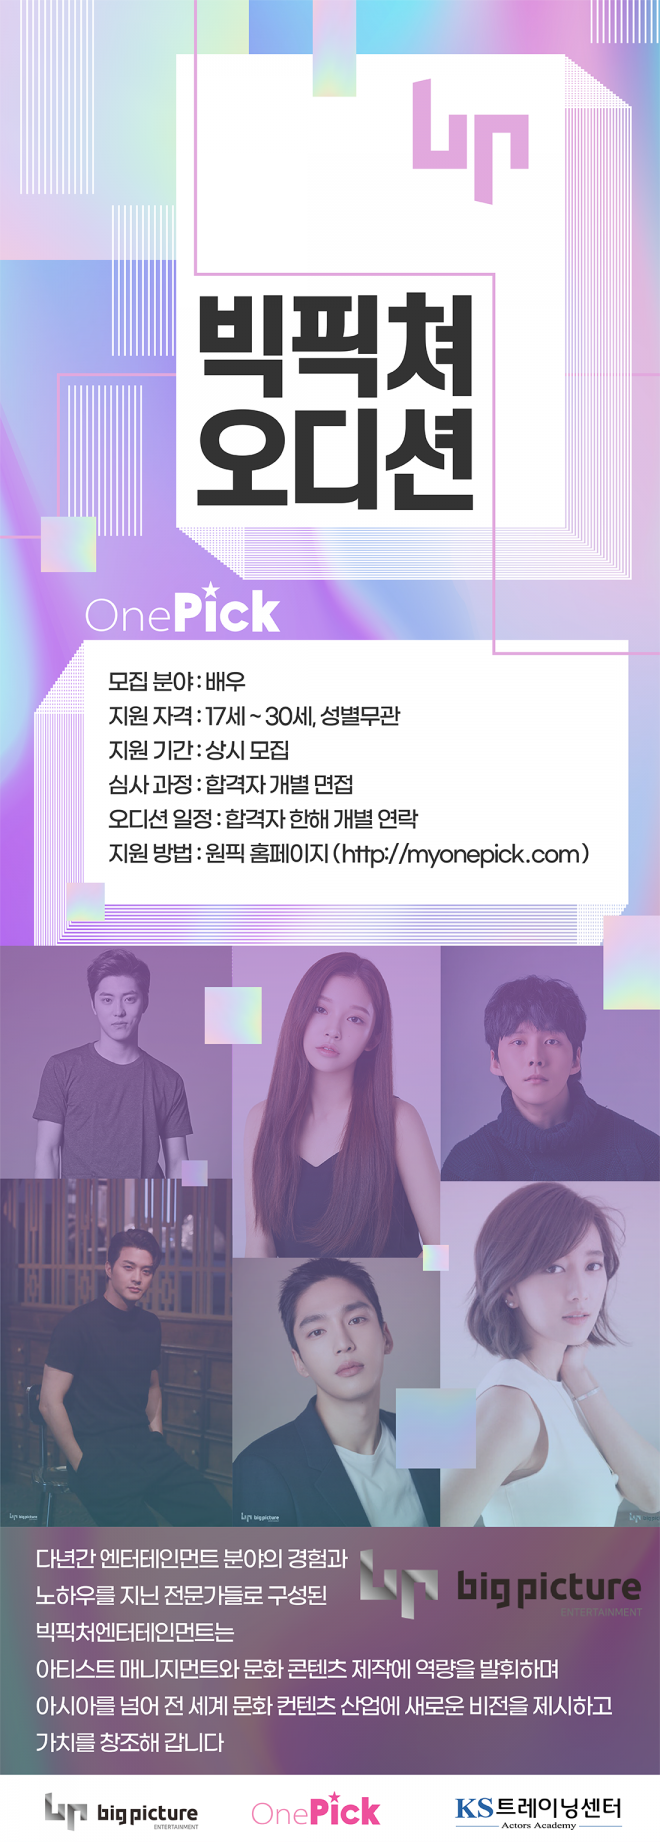 빅픽쳐
오디션
OnePick
모집 분야 : 배우
지원 자격 : 17세 ~ 30세, 성별무관
지원 기간 : 상시 모집
심사 과정 : 합격자 개별 면접
오디션 일정 : 합격자 한해 개별 연락
지원 방법 : 원픽 홈페이지 ( http://myonepick.com )
bigpicture
bigpicture
다년간 엔터테인먼트 분야의 경험과
노하우를 지닌 전문가들로 구성된
빅픽처엔터테인먼트는
아티스트 매니지먼트와 문화 콘텐츠 제작에 역량을 발휘하며
아시아를 넘어 전 세계 문화 컨텐츠 산업에 새로운 비전을 제시하고
가치를 창조해 갑니다
bigpicture
ENTERTAINMENT
bigpicture
ENTERTAINMENT
OnePick
KS트레이닝센터
Actors Academy